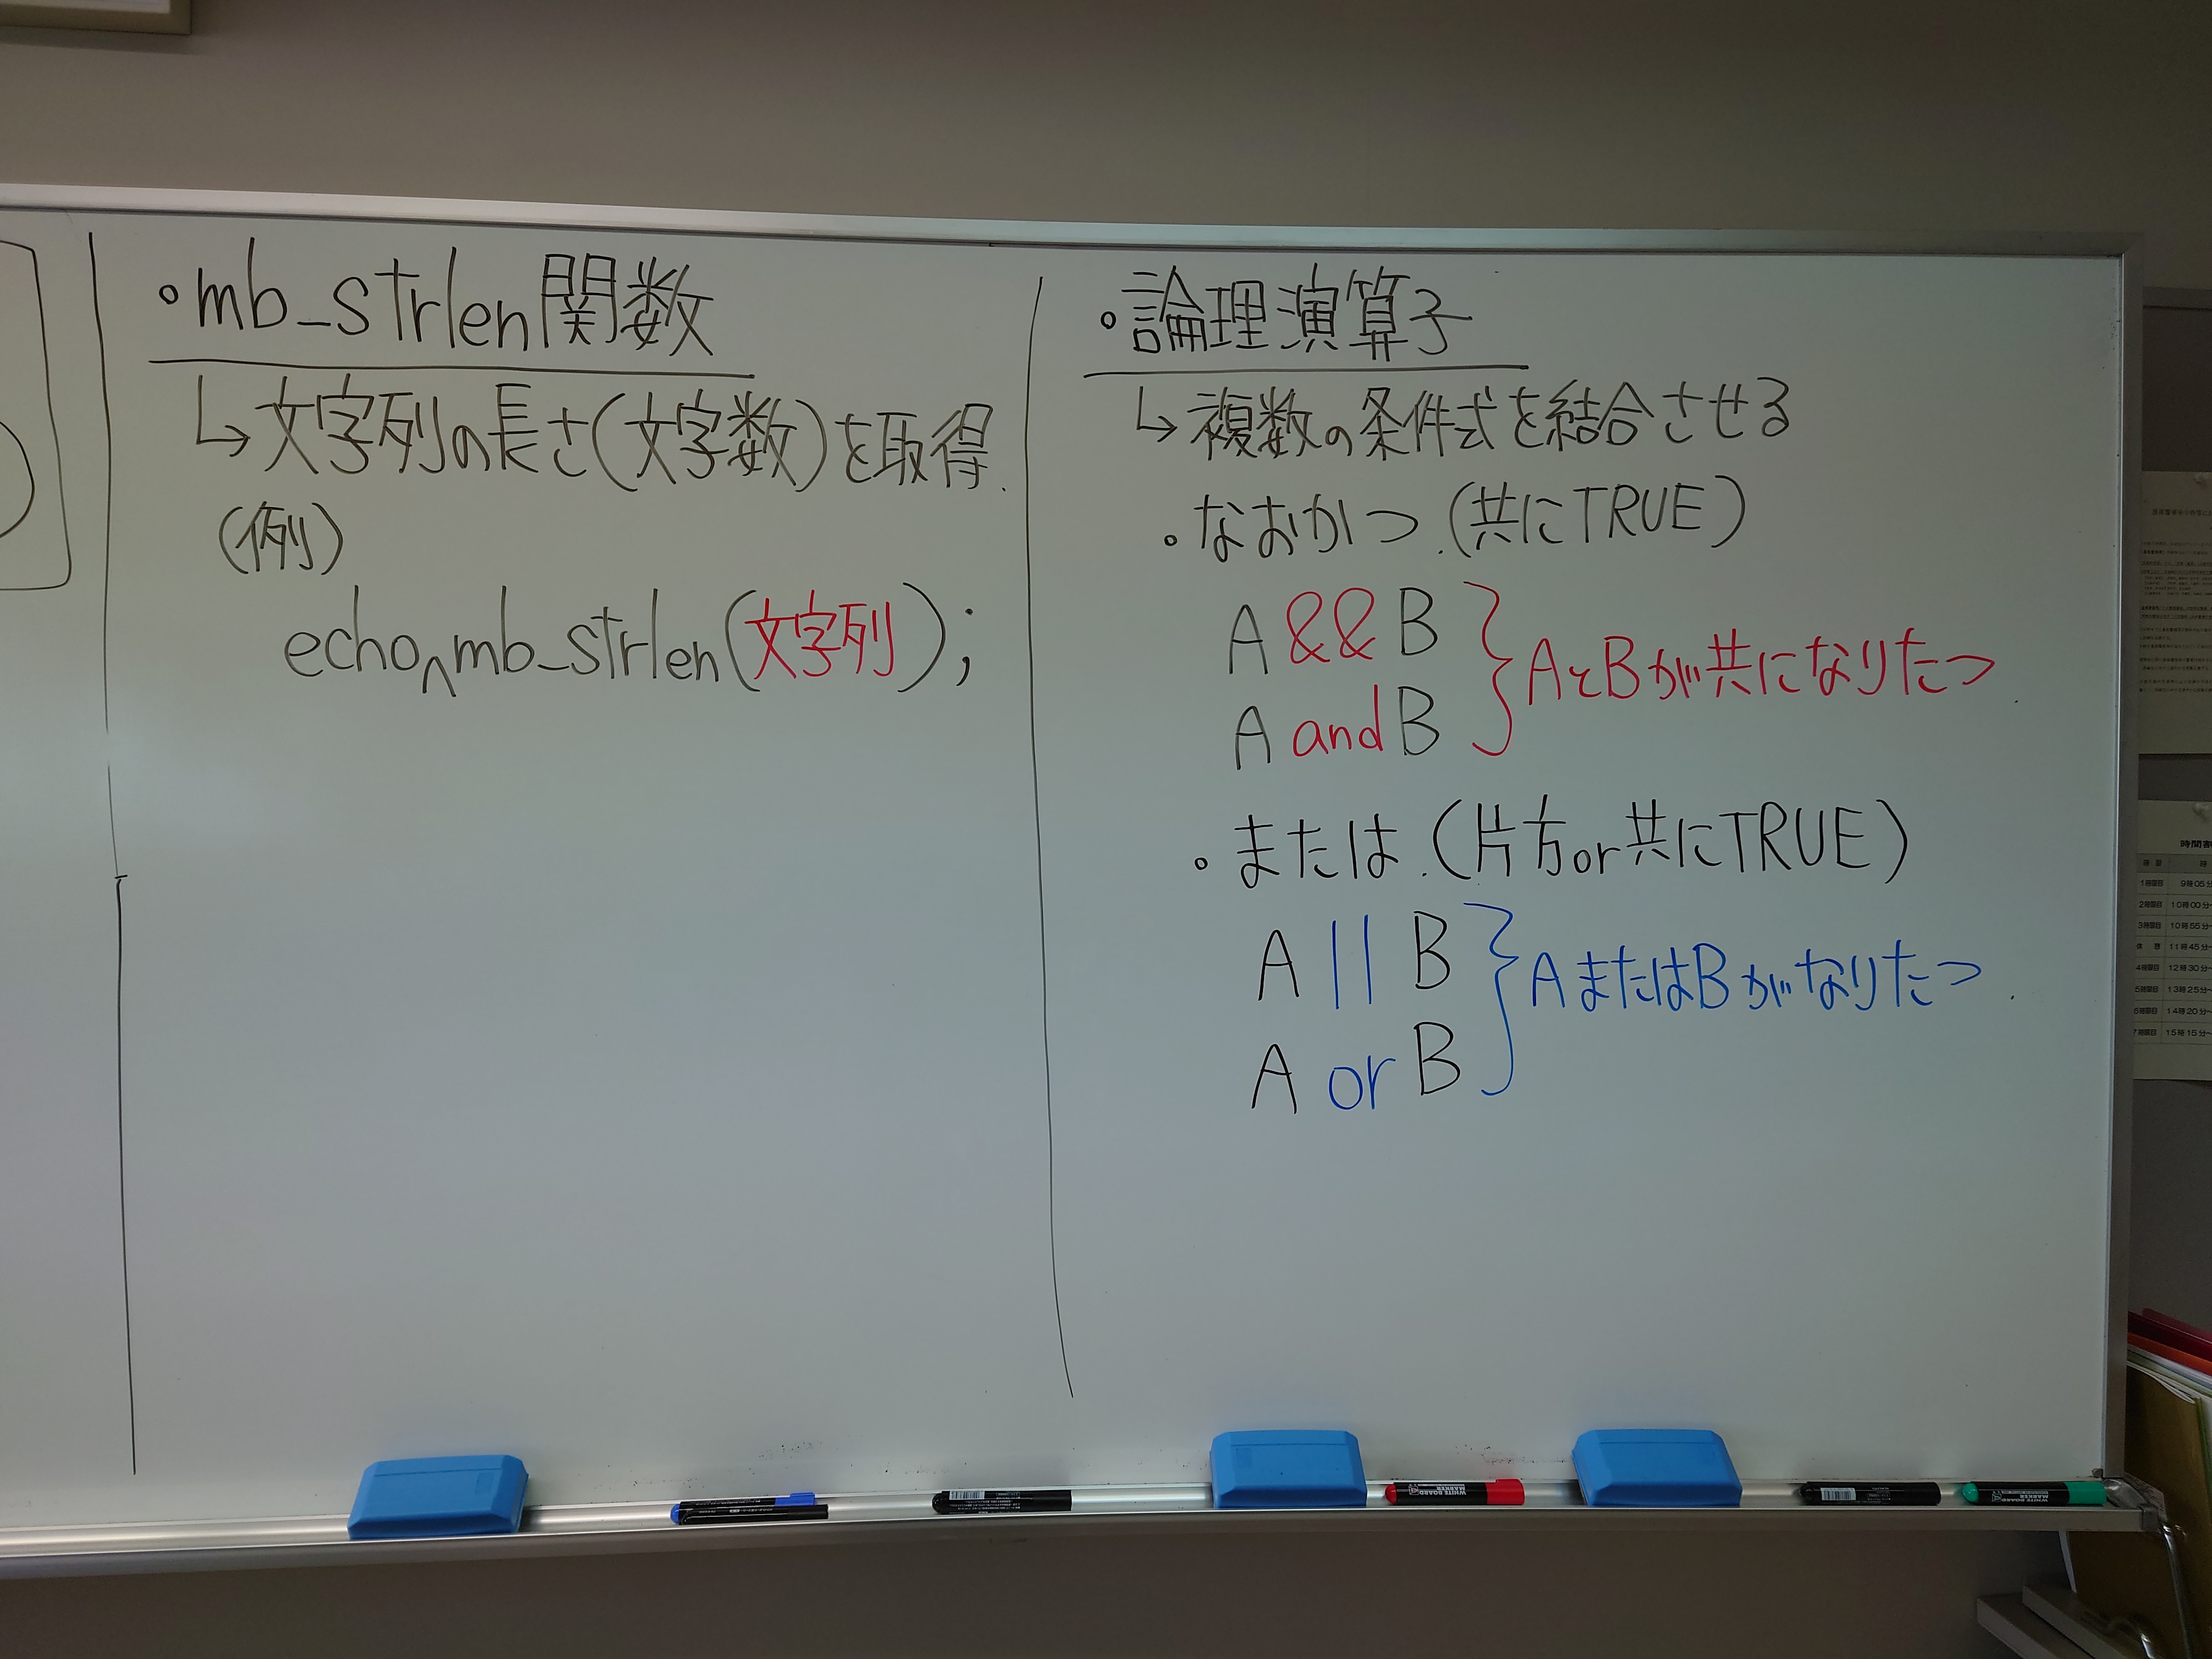 ・mb_strlen関数
↳文字列の長さ(文字数)を取得.
(例)
echo^mb_strlen(文字列);
・論理演算子
↳複数の条件式を結合させる
・なおかつ.(共にTRUE)
A && B
A and B
} AとBが共になりたつ.
・または.(片方or共にTRUE)
A || B
A or B
} AまたはBがなりたつ.
WHITE BOARD MARKER
時間割
1時限目 9時05分~
2時限目 10時00分~
3時限目 10時55分~
休 憩 11時45分~
4時限目 12時30分~
5時限目 13時25分~
6時限目 14時20分~
7時限目 15時15分~